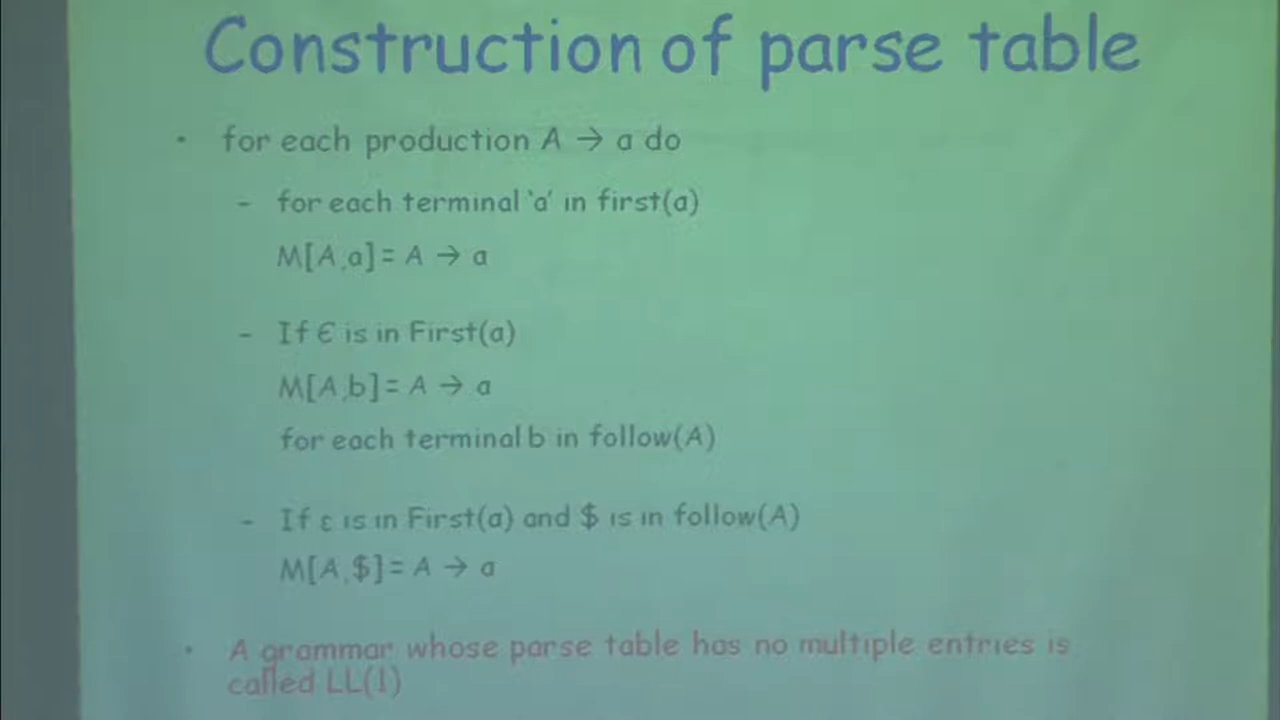 Construction of parse table
• for each production A → a do
- for each terminal 'a' in first(a)
M[A,a]= A → a
- If Є is in First(a)
M[A,b]= A → a
for each terminal b in follow(A)
- If ε is in First(a) and $ is in follow(A)
M[A,$]= A → a
• A grammar whose parse table has no multiple entries is
called LL(1)